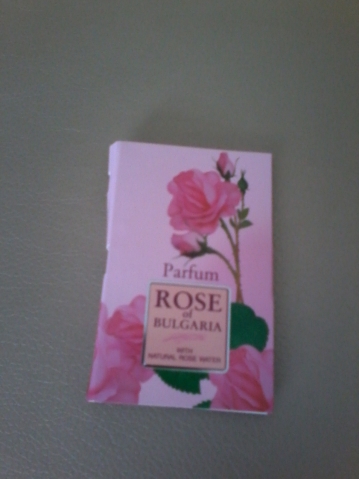 Parfum
ROSE
of
BULGARIA
WITH
NATURAL ROSE WATER